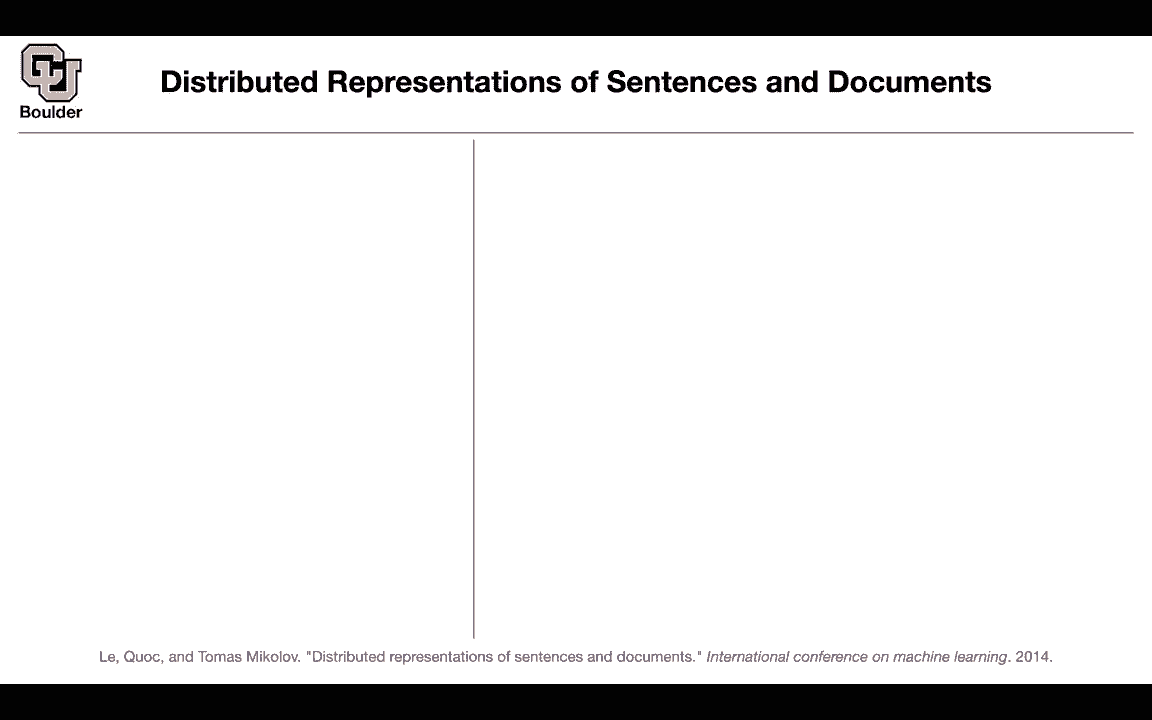 CU
Boulder
Distributed Representations of Sentences and Documents
Le, Quoc, and Tomas Mikolov. "Distributed representations of sentences and documents." International conference on machine learning. 2014.